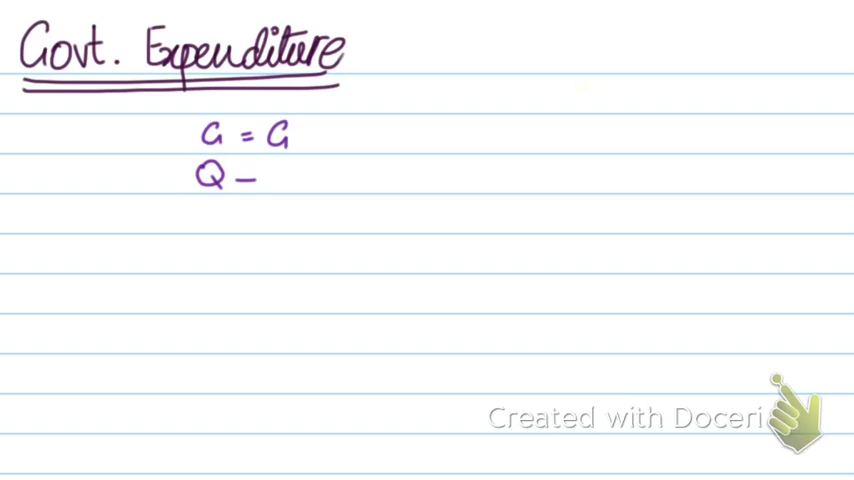 Govt. Expenditure
G = G
Q -
Created with Doceri